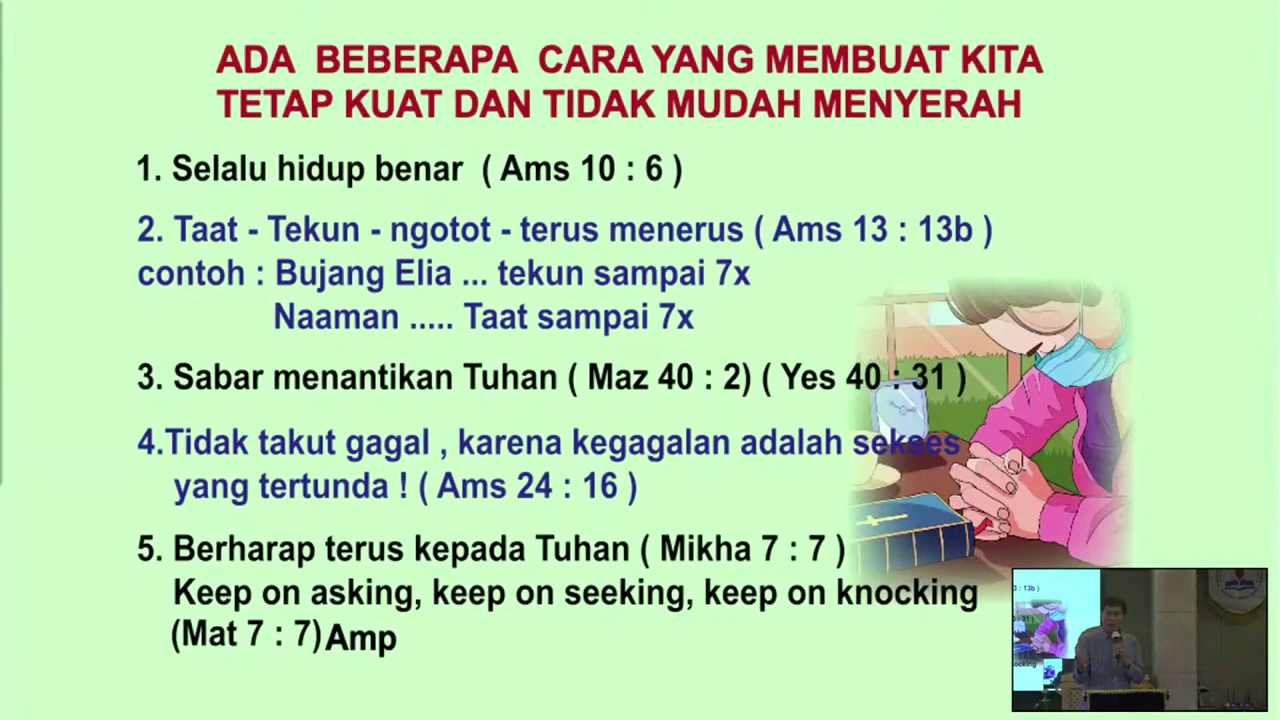 ADA BEBERAPA CARA YANG MEMBUAT KITA
TETAP KUAT DAN TIDAK MUDAH MENYERAH
1. Selalu hidup benar ( Ams 10 : 6 )
2. Taat - Tekun - ngotot - terus menerus ( Ams 13 : 13b )
contoh : Bujang Elia ... tekun sampai 7x
Naaman ..... Taat sampai 7x
3. Sabar menantikan Tuhan ( Maz 40 : 2) ( Yes 40 : 31 )
4.Tidak takut gagal , karena kegagalan adalah sekses
yang tertunda ! ( Ams 24 : 16 )
5. Berharap terus kepada Tuhan ( Mikha 7 : 7 )
Keep on asking, keep on seeking, keep on knocking
(Mat 7 : 7) Amp
3 : 13b )
ocking